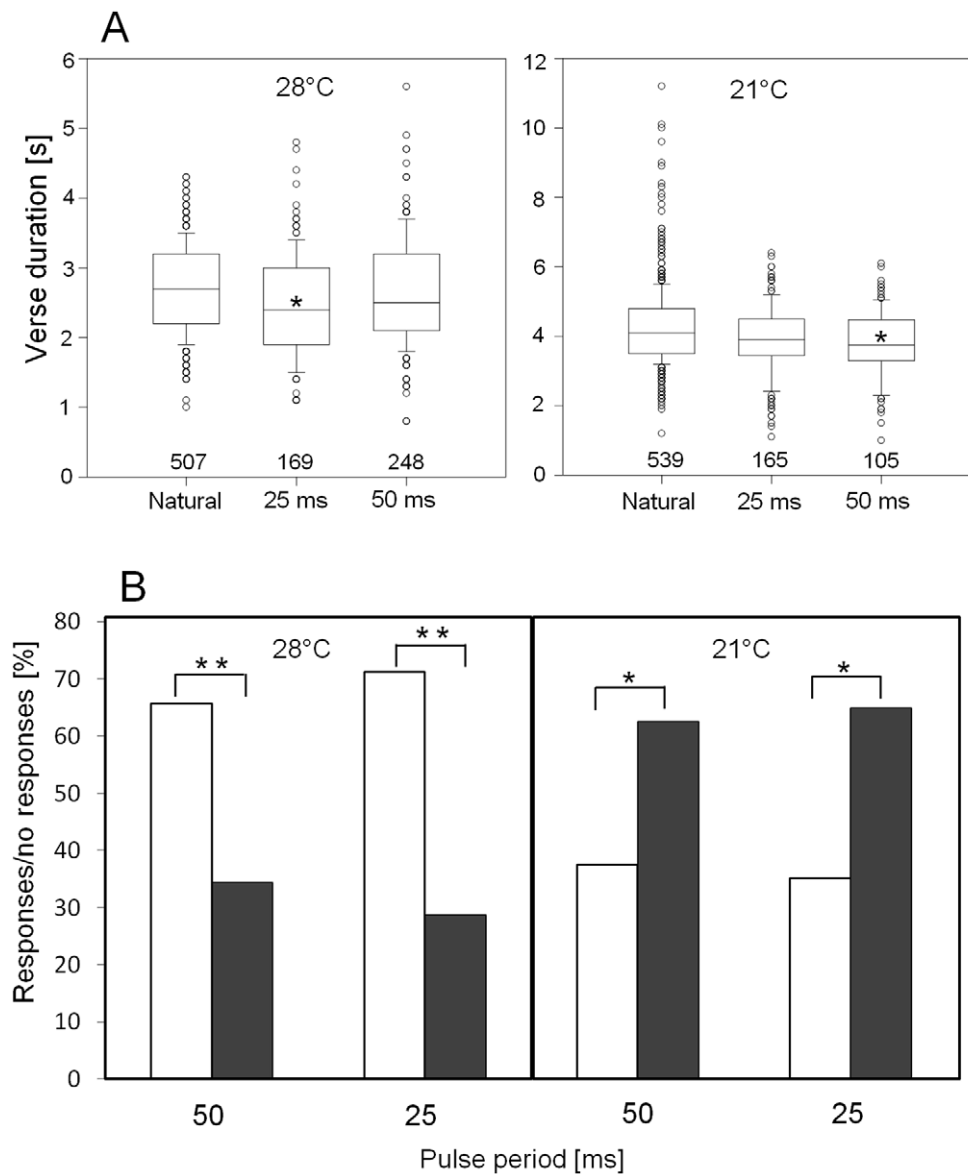 A
28°C
21°C
Verse duration [s]
6
5
4
3
2
1
0
*
507 169 248
Natural 25 ms 50 ms
12
10
8
6
4
2
0
*
539 165 105
Natural 25 ms 50 ms
B
28°C
21°C
Responses/no responses [%]
80
70
60
50
40
30
20
10
0
* *
* *
*
*
50 25 50 25
Pulse period [ms]